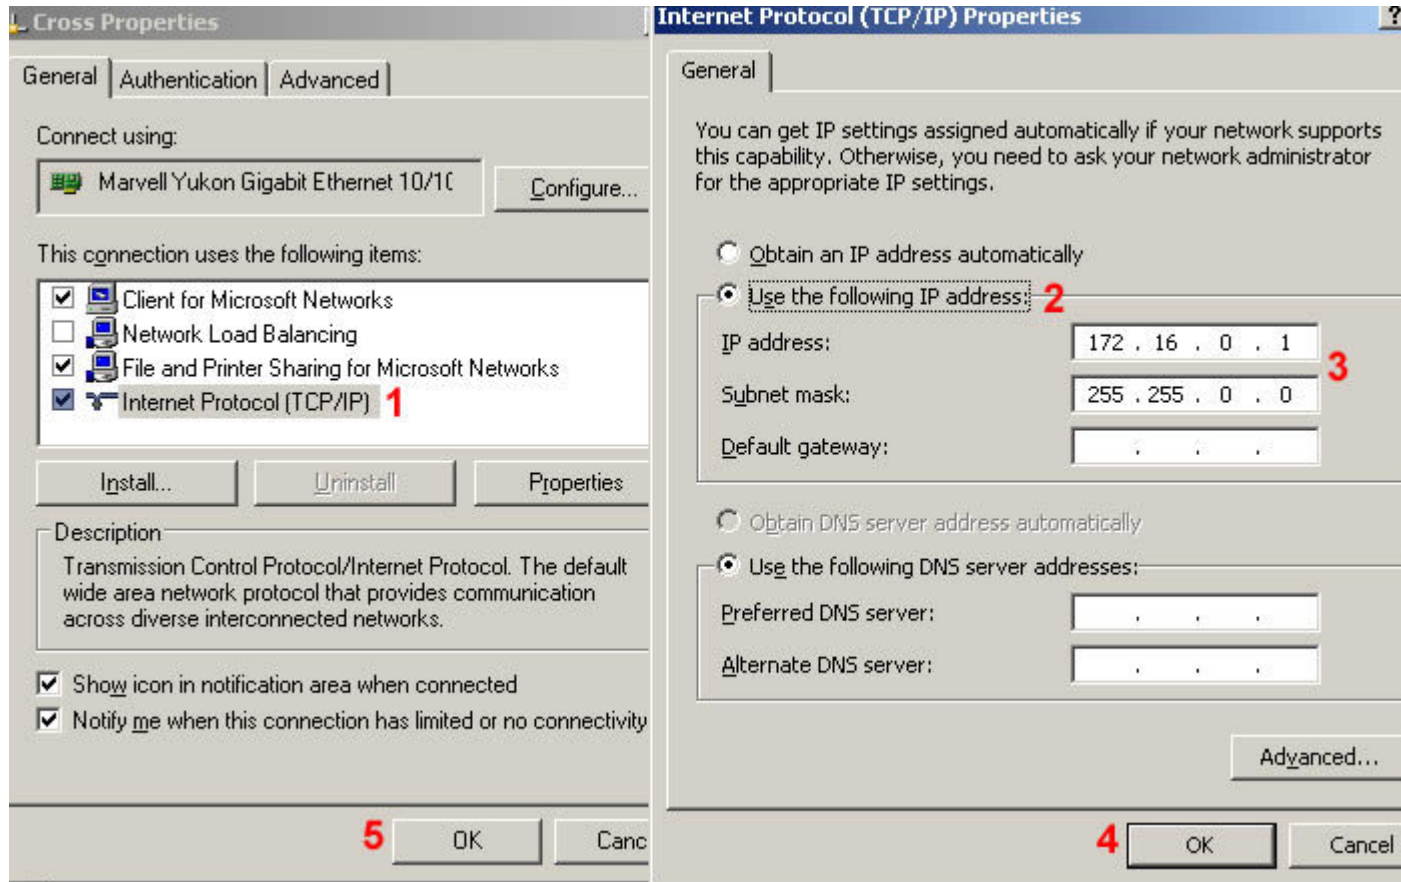 Cross Properties
General Authentication Advanced
Connect using:
Marvell Yukon Gigabit Ethernet 10/10
Configure...
This connection uses the following items:
Client for Microsoft Networks
Network Load Balancing
File and Printer Sharing for Microsoft Networks
Internet Protocol (TCP/IP) 1
Install... Uninstall Properties
Description
Transmission Control Protocol/Internet Protocol. The default
wide area network protocol that provides communication
across diverse interconnected networks.
Show icon in notification area when connected
Notify me when this connection has limited or no connectivity
5 OK Canc
Internet Protocol (TCP/IP) Properties ?
General
You can get IP settings assigned automatically if your network supports
this capability. Otherwise, you need to ask your network administrator
for the appropriate IP settings.
Obtain an IP address automatically
Use the following IP address: 2
IP address: 172 . 16 . 0 . 1
3
Subnet mask: 255 . 255 . 0 . 0
Default gateway: . . .
Obtain DNS server address automatically
Use the following DNS server addresses:
Preferred DNS server: . . .
Alternate DNS server: . . .
Advanced...
4 OK Cancel